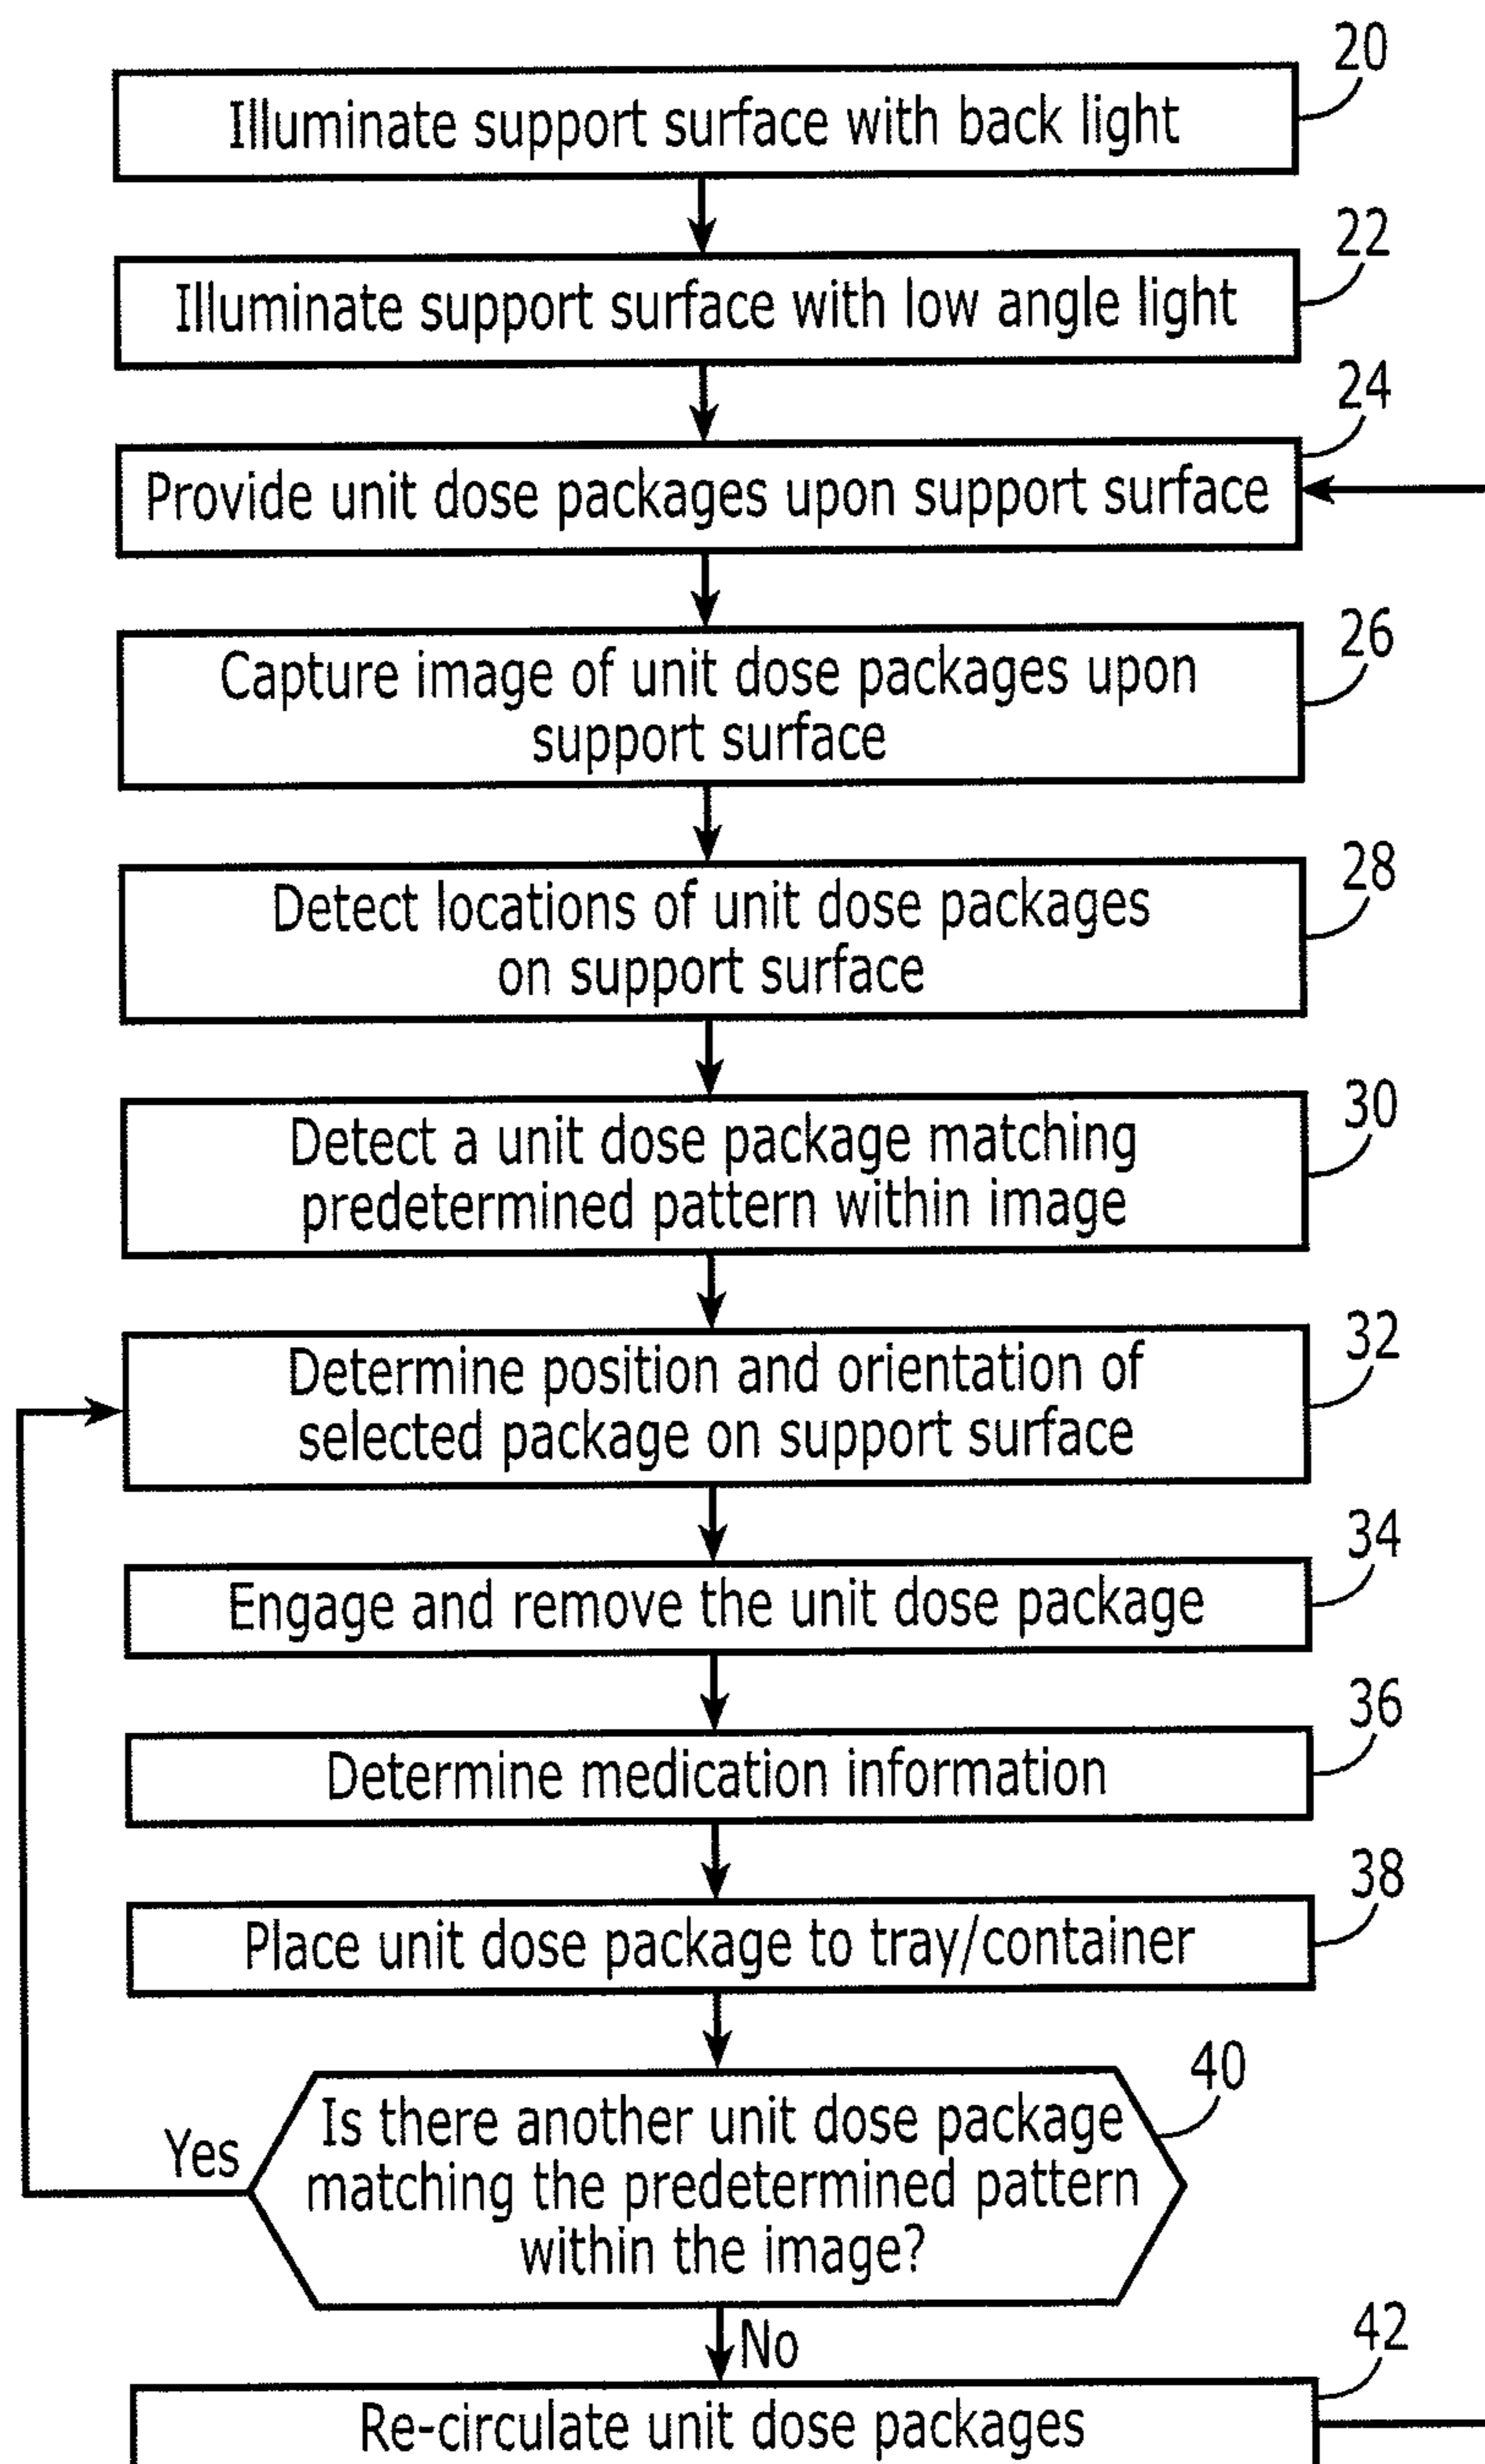 20
Illuminate support surface with back light
22
Illuminate support surface with low angle light
24
Provide unit dose packages upon support surface
26
Capture image of unit dose packages upon
support surface
28
Detect locations of unit dose packages
on support surface
30
Detect a unit dose package matching
predetermined pattern within image
32
Determine position and orientation of
selected package on support surface
34
Engage and remove the unit dose package
36
Determine medication information
38
Place unit dose package to tray/container
40
Is there another unit dose package
matching the predetermined pattern
within the image?
Yes
No
42
Re-circulate unit dose packages